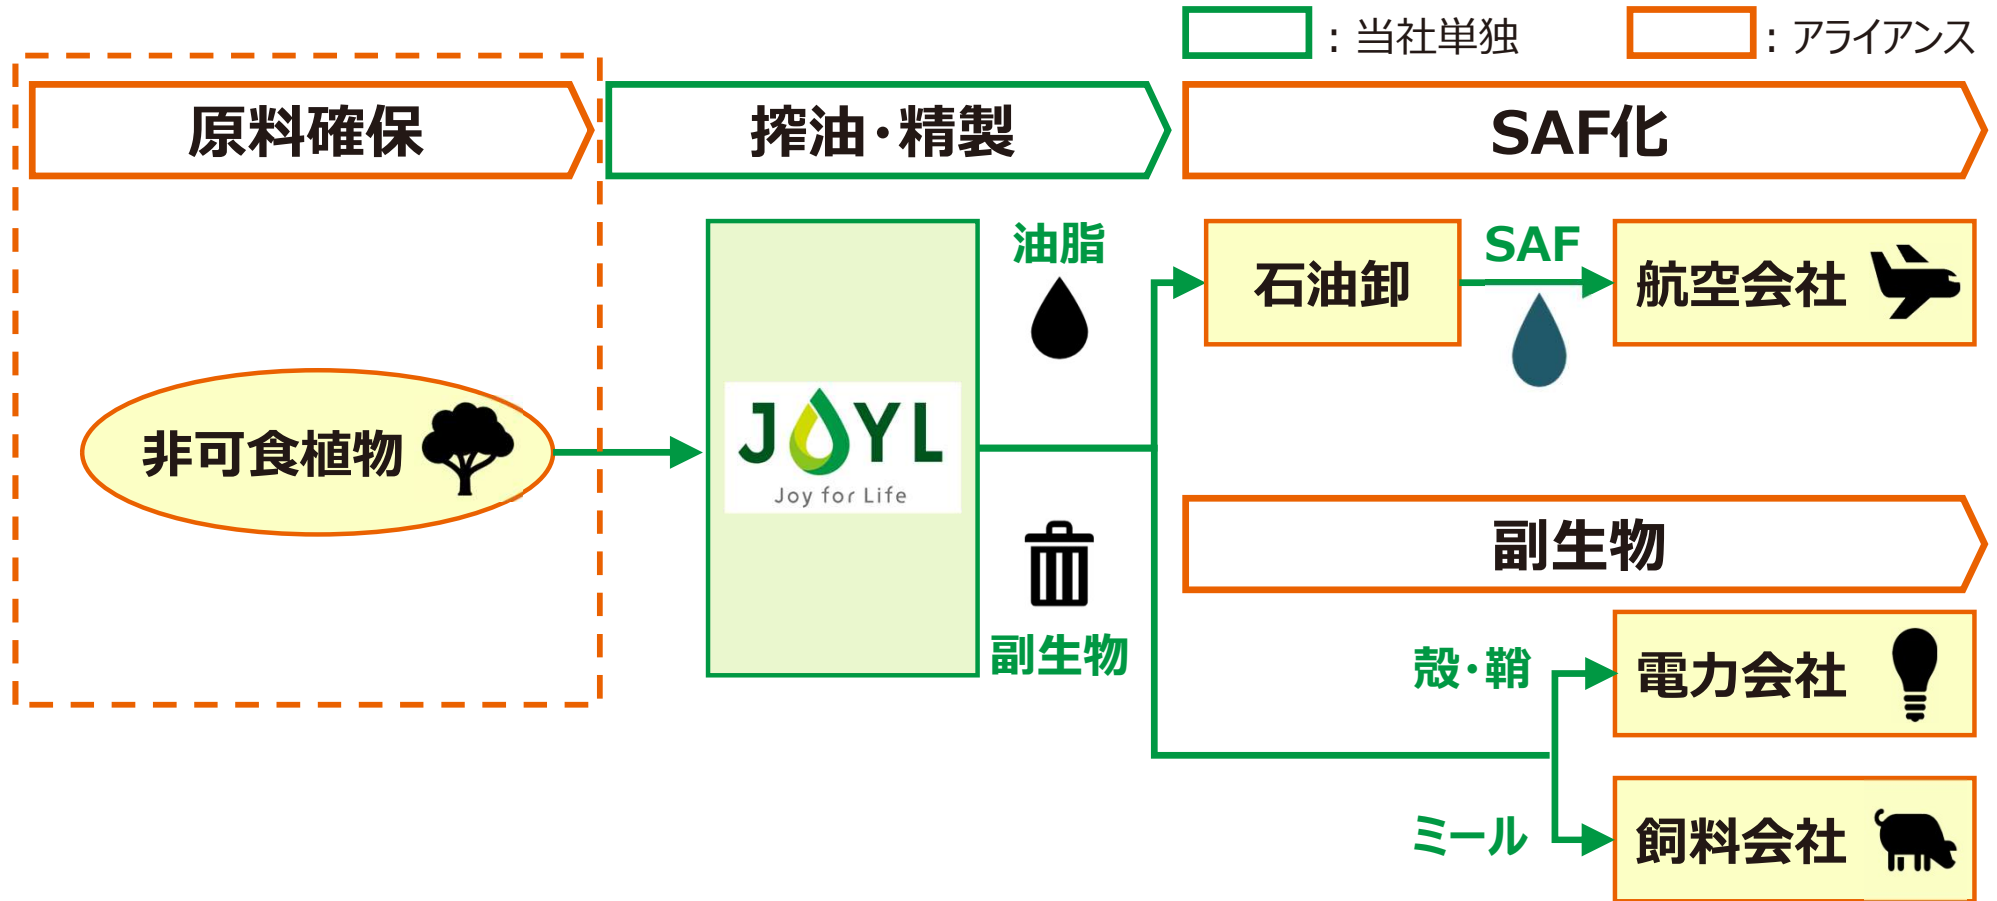 ：当社単独
：アライアンス
原料確保
搾油・精製
SAF化
油脂
石油卸
SAF
航空会社
非可食植物
JOYL
Joy for Life
副生物
副生物
殻・鞘
電力会社
ミール
飼料会社